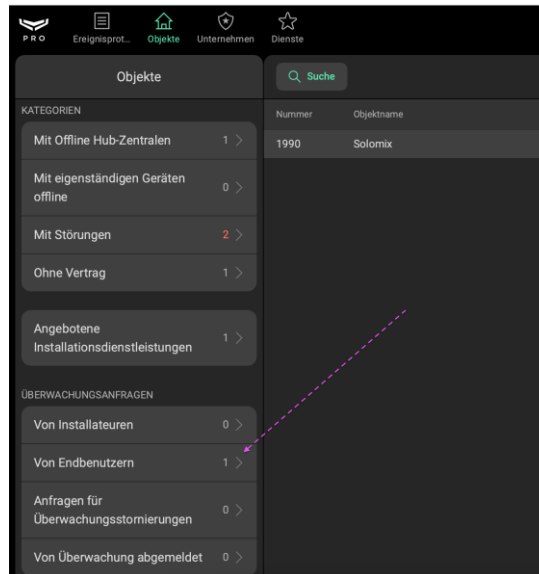 PRO
Ereignisprot...
Objekte
Unternehmen
Dienste
Objekte
KATEGORIEN
Mit Offline Hub-Zentralen 1
Mit eigenständigen Geräten
offline 0
Mit Störungen 2
Ohne Vertrag 1
Angebotene
Installationsdienstleistungen 1
ÜBERWACHUNGSANFRAGEN
Von Installateuren 0
Von Endbenutzern 1
Anfragen für
Überwachungsstornierungen 0
Von Überwachung abgemeldet 0
Suche
Nummer Objektname
1990 Solomix